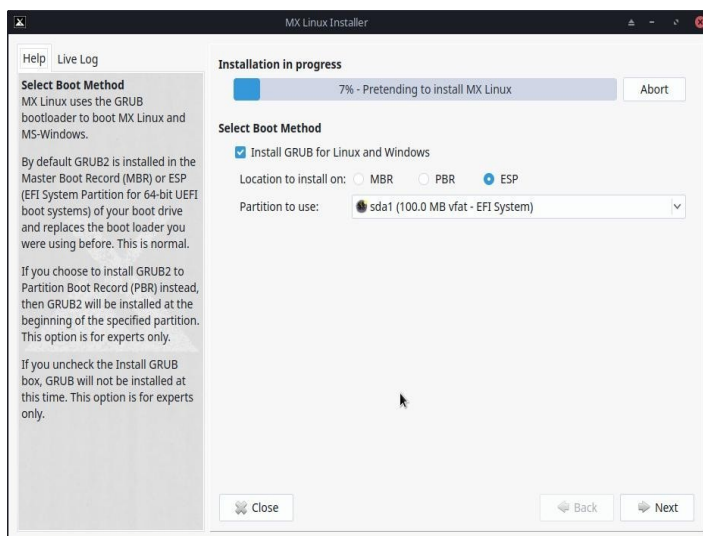 MX Linux Installer
Help
Live Log
Select Boot Method
MX Linux uses the GRUB
bootloader to boot MX Linux and
MS-Windows.
By default GRUB2 is installed in the
Master Boot Record (MBR) or ESP
(EFI System Partition for 64-bit UEFI
boot systems) of your boot drive
and replaces the boot loader you
were using before. This is normal.
If you choose to install GRUB2 to
Partition Boot Record (PBR) instead,
then GRUB2 will be installed at the
beginning of the specified partition.
This option is for experts only.
If you uncheck the Install GRUB
box, GRUB will not be installed at
this time. This option is for experts
only.
Installation in progress
7% - Pretending to install MX Linux
Abort
Select Boot Method
Install GRUB for Linux and Windows
Location to install on: MBR PBR ESP
Partition to use: sda1 (100.0 MB vfat - EFI System)
Close
Back
Next